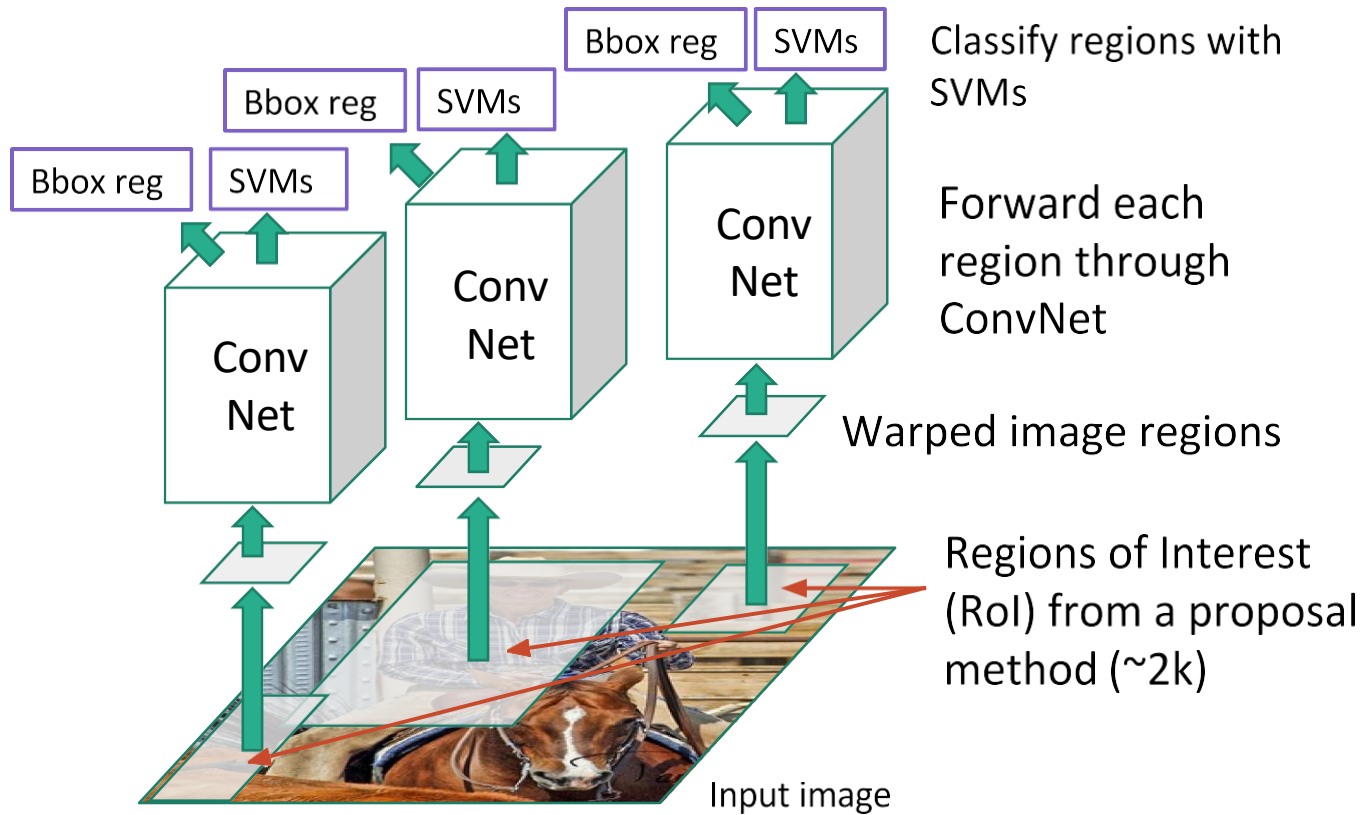 Bbox reg
SVMs
Classify regions with
SVMs
Bbox reg
SVMs
Bbox reg
SVMs
Forward each
region through
ConvNet
Conv
Net
Conv
Net
Conv
Net
Warped image regions
Regions of Interest
(RoI) from a proposal
method (~2k)
Input image